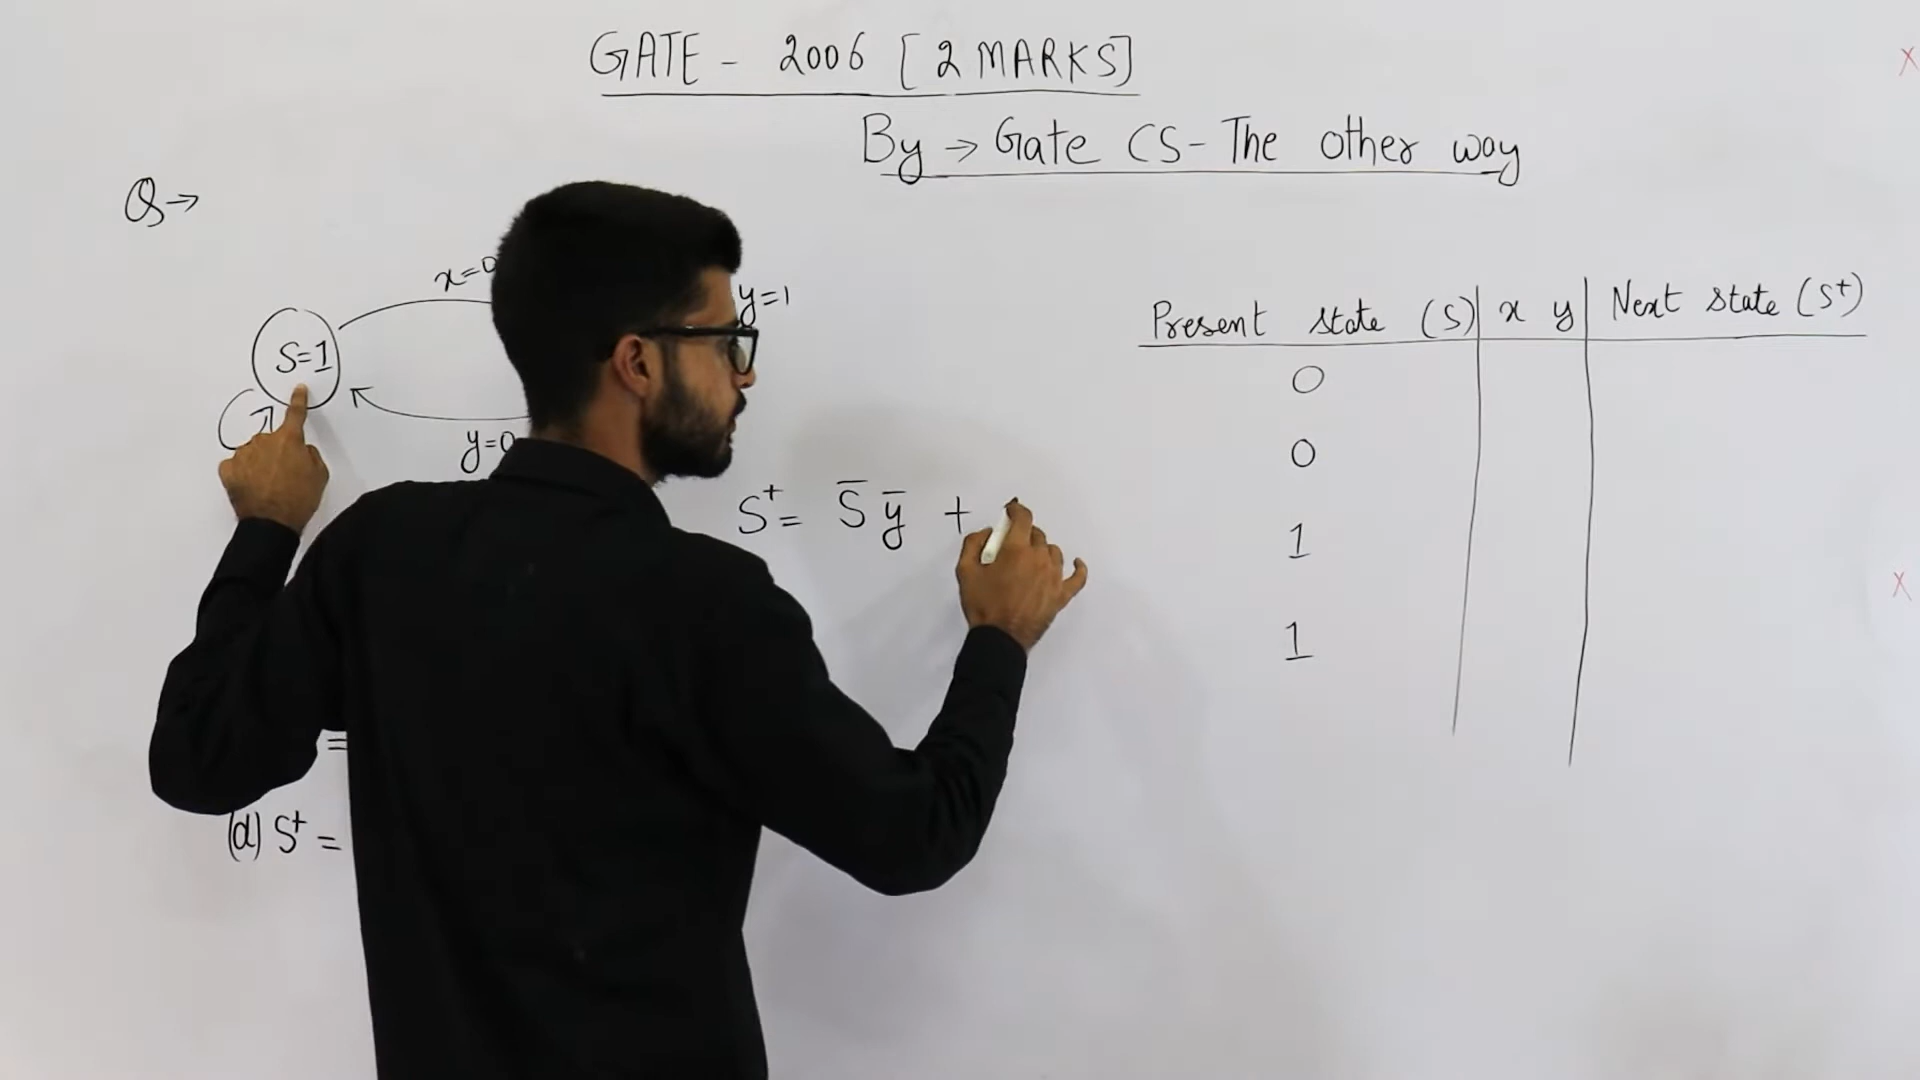 GATE - 2006 [2 MARKS]
By → Gate CS - The other way
Q →
x=0
y=1
S=1
y=0
S⁺ = S̅ y̅ +
=
(d) S⁺ =
Present state (S) x y Next state (S⁺)
0
0
1
1